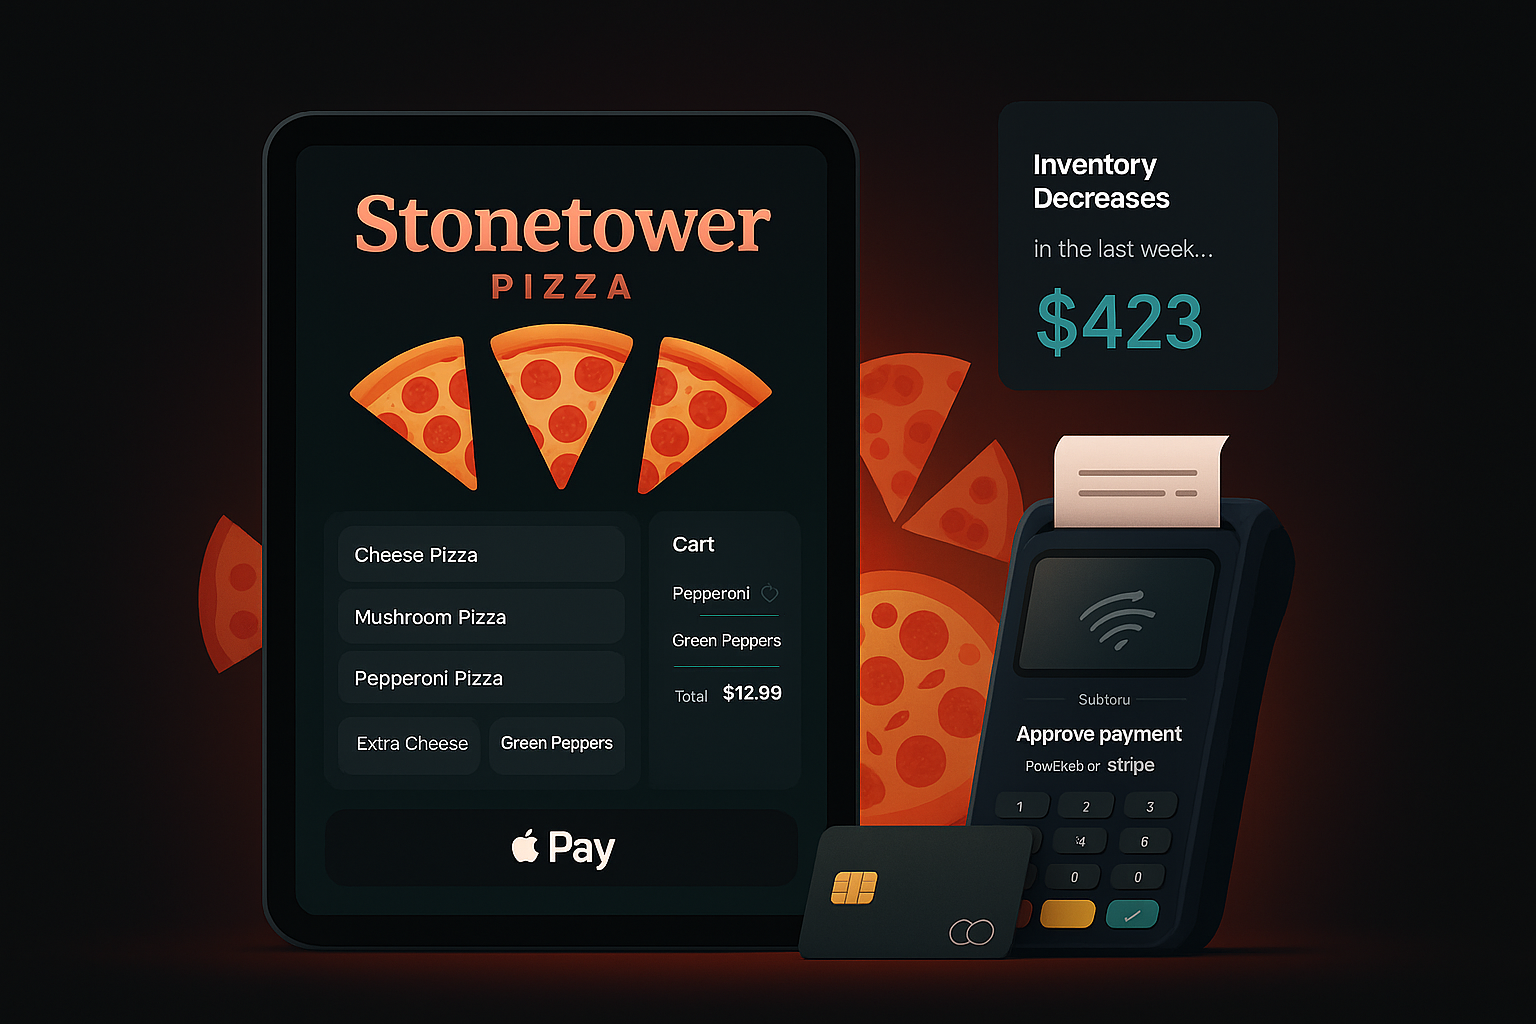 Stonetower
PIZZA
Cheese Pizza
Mushroom Pizza
Pepperoni Pizza
Extra Cheese
Green Peppers
Cart
Pepperoni
Green Peppers
Total $12.99
Pay
Inventory
Decreases
in the last week...
$423
Subtoru
Approve payment
PowEkeb or stripe
1 2 3
4 6
0 0